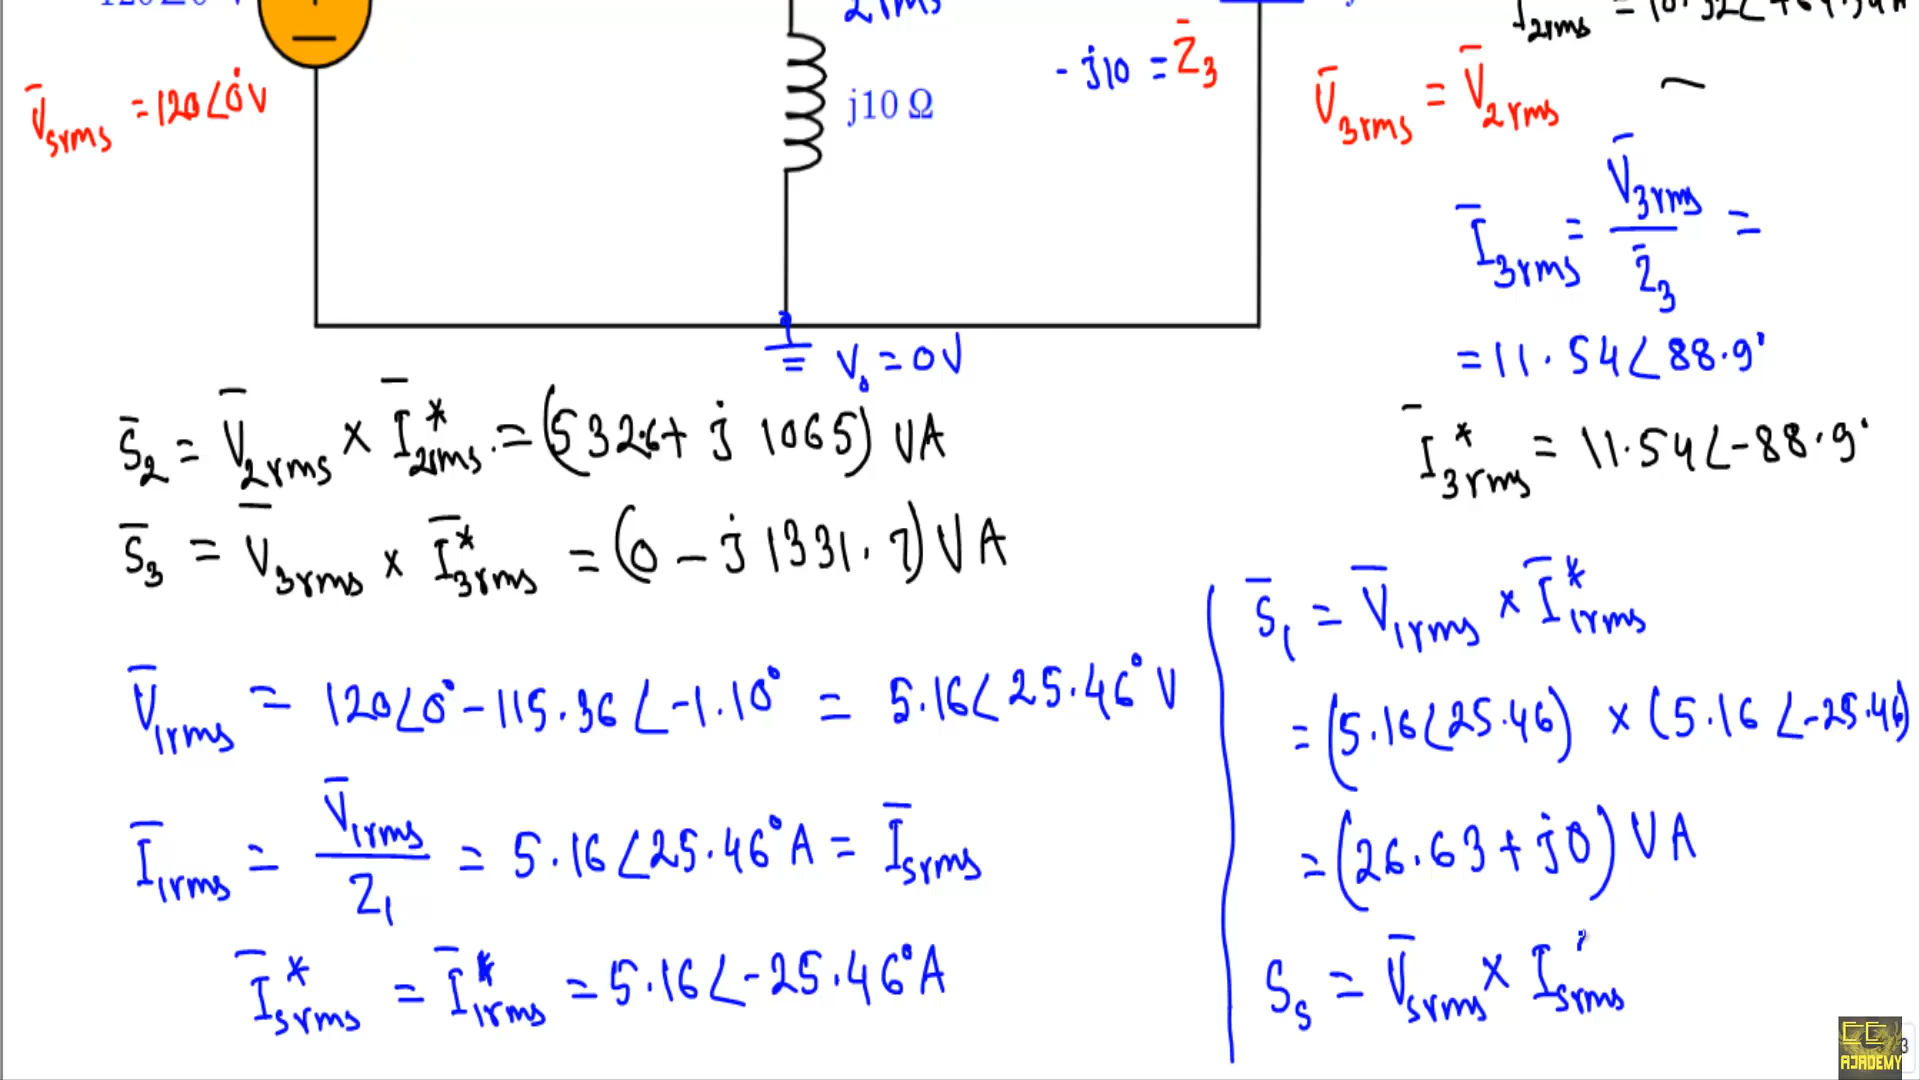 V̄srms = 120∠0° V
j10 Ω
-j10 = Z̄3
V̄3rms = V̄2rms
Ī3rms = V̄3rms / Z̄3 =
= 11.54∠88.9°
Ī*3rms = 11.54∠-88.9°
V0 = 0V
S̄2 = V̄2rms × Ī*2rms = (532.6 + j 1065) VA
S̄3 = V̄3rms × Ī*3rms = (0 - j 1331.7) VA
V̄1rms = 120∠0° - 115.36∠-1.10° = 5.16∠25.46° V
Ī1rms = V̄1rms / Z1 = 5.16∠25.46° A = Īsrms
Ī*srms = Ī*1rms = 5.16∠-25.46° A
S̄1 = V̄1rms × Ī*1rms
= (5.16∠25.46) × (5.16∠-25.46)
= (26.63 + j0) VA
Ss = V̄srms × Isrms
EE
AJADEMY
3